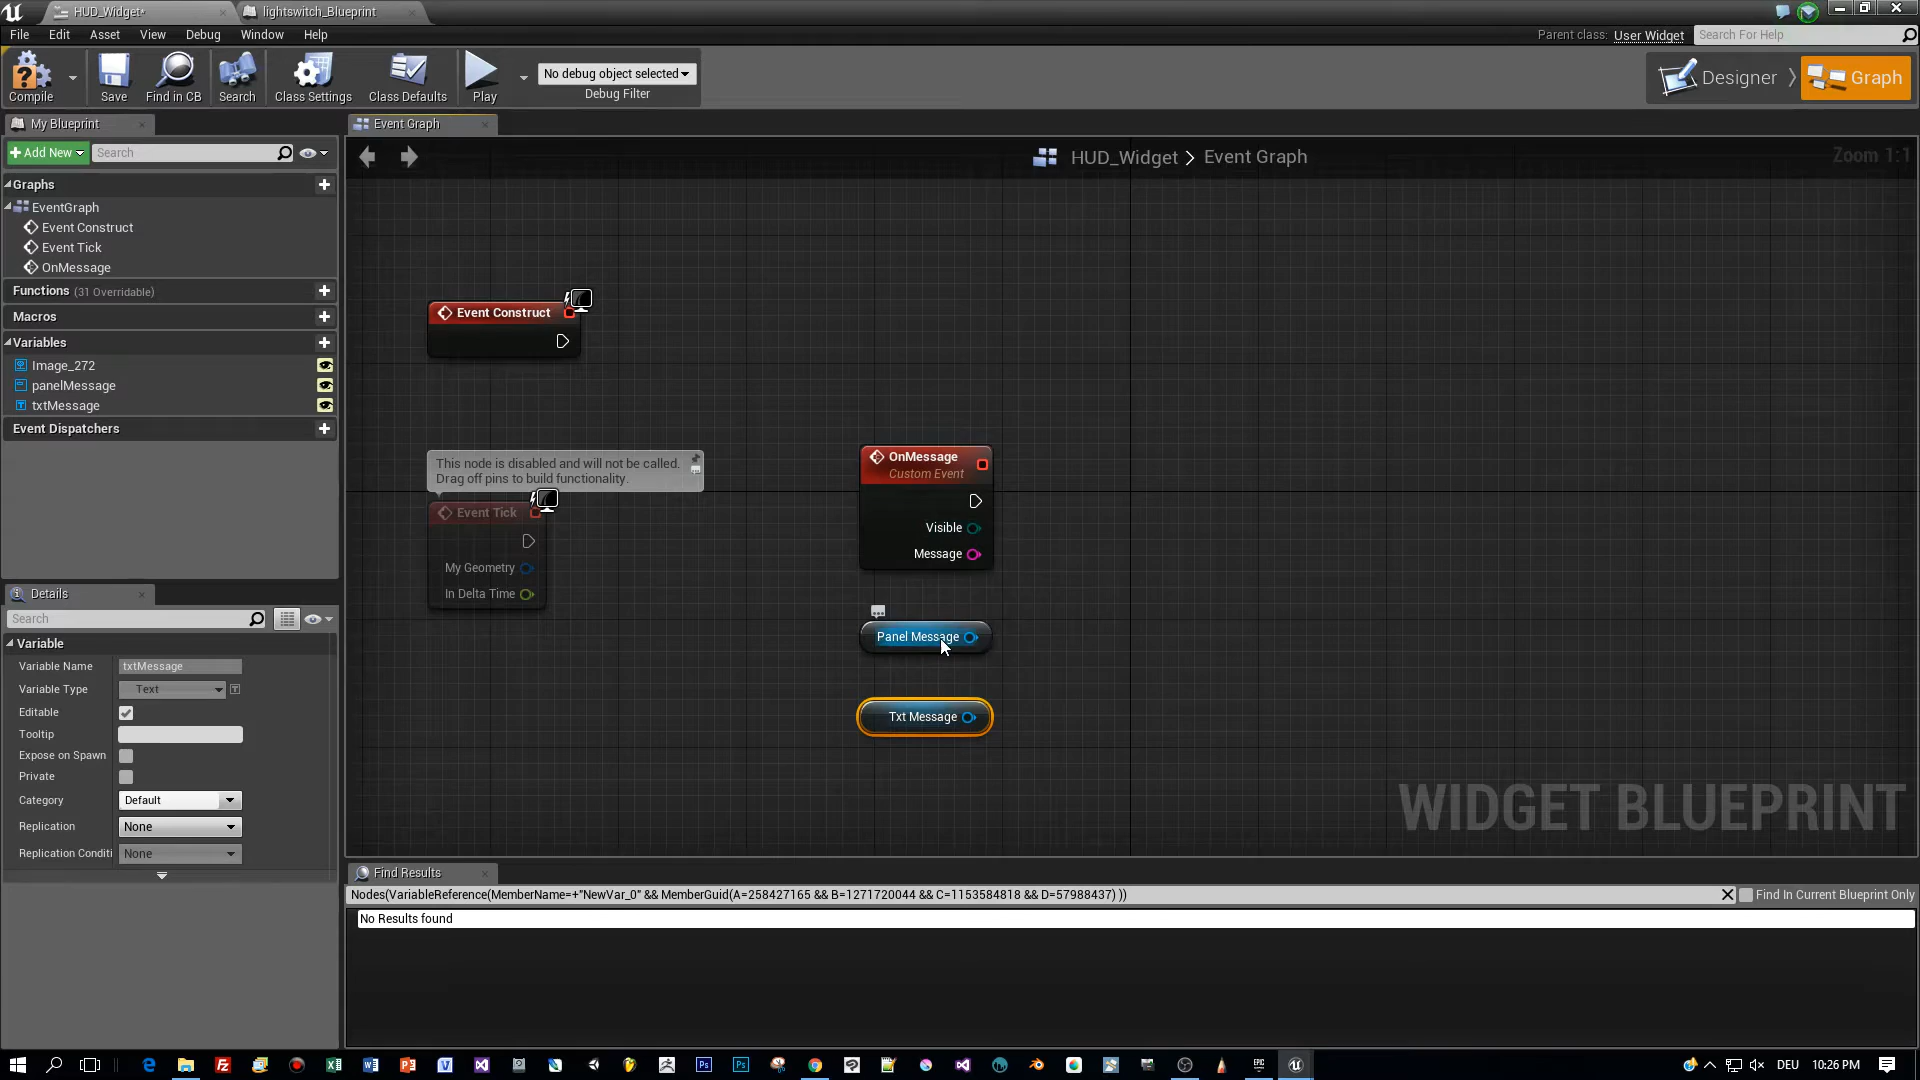 HUD_Widget*
lightswitch_Blueprint
File
Edit
Asset
View
Debug
Window
Help
Parent class:
User Widget
Search For Help
Compile
Save
Find in CB
Search
Class Settings
Class Defaults
Play
No debug object selected
Debug Filter
Designer
Graph
My Blueprint
Event Graph
Add New
Search
HUD_Widget > Event Graph
Zoom 1:1
Graphs
EventGraph
Event Construct
Event Tick
OnMessage
Functions (31 Overridable)
Macros
Variables
Image_272
panelMessage
txtMessage
Event Dispatchers
Event Construct
This node is disabled and will not be called.
Drag off pins to build functionality.
Event Tick
My Geometry
In Delta Time
OnMessage
Custom Event
Visible
Message
Panel Message
Txt Message
WIDGET BLUEPRINT
Details
Search
Variable
Variable Name
txtMessage
Variable Type
Text
Editable
Tooltip
Expose on Spawn
Private
Category
Default
Replication
None
Replication Conditi
None
Find Results
Nodes(VariableReference(MemberName=+"NewVar_0" && MemberGuid(A=258427165 && B=1271720044 && C=1153584818 && D=57988437) ))
Find In Current Blueprint Only
No Results found
DEU
10:26 PM